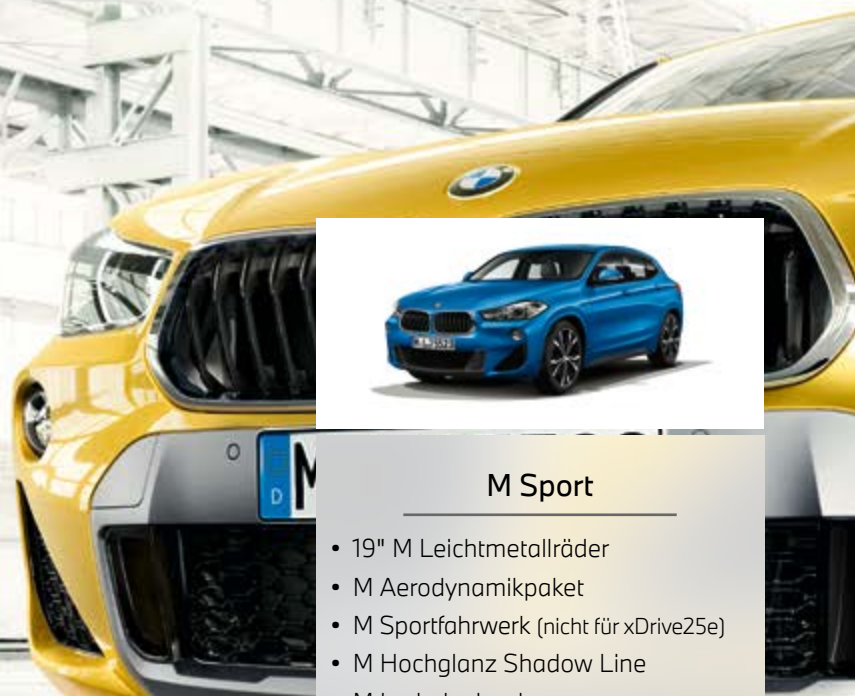 M
D
M Sport
• 19" M Leichtmetallräder
• M Aerodynamikpaket
• M Sportfahrwerk (nicht für xDrive25e)
• M Hochglanz Shadow Line